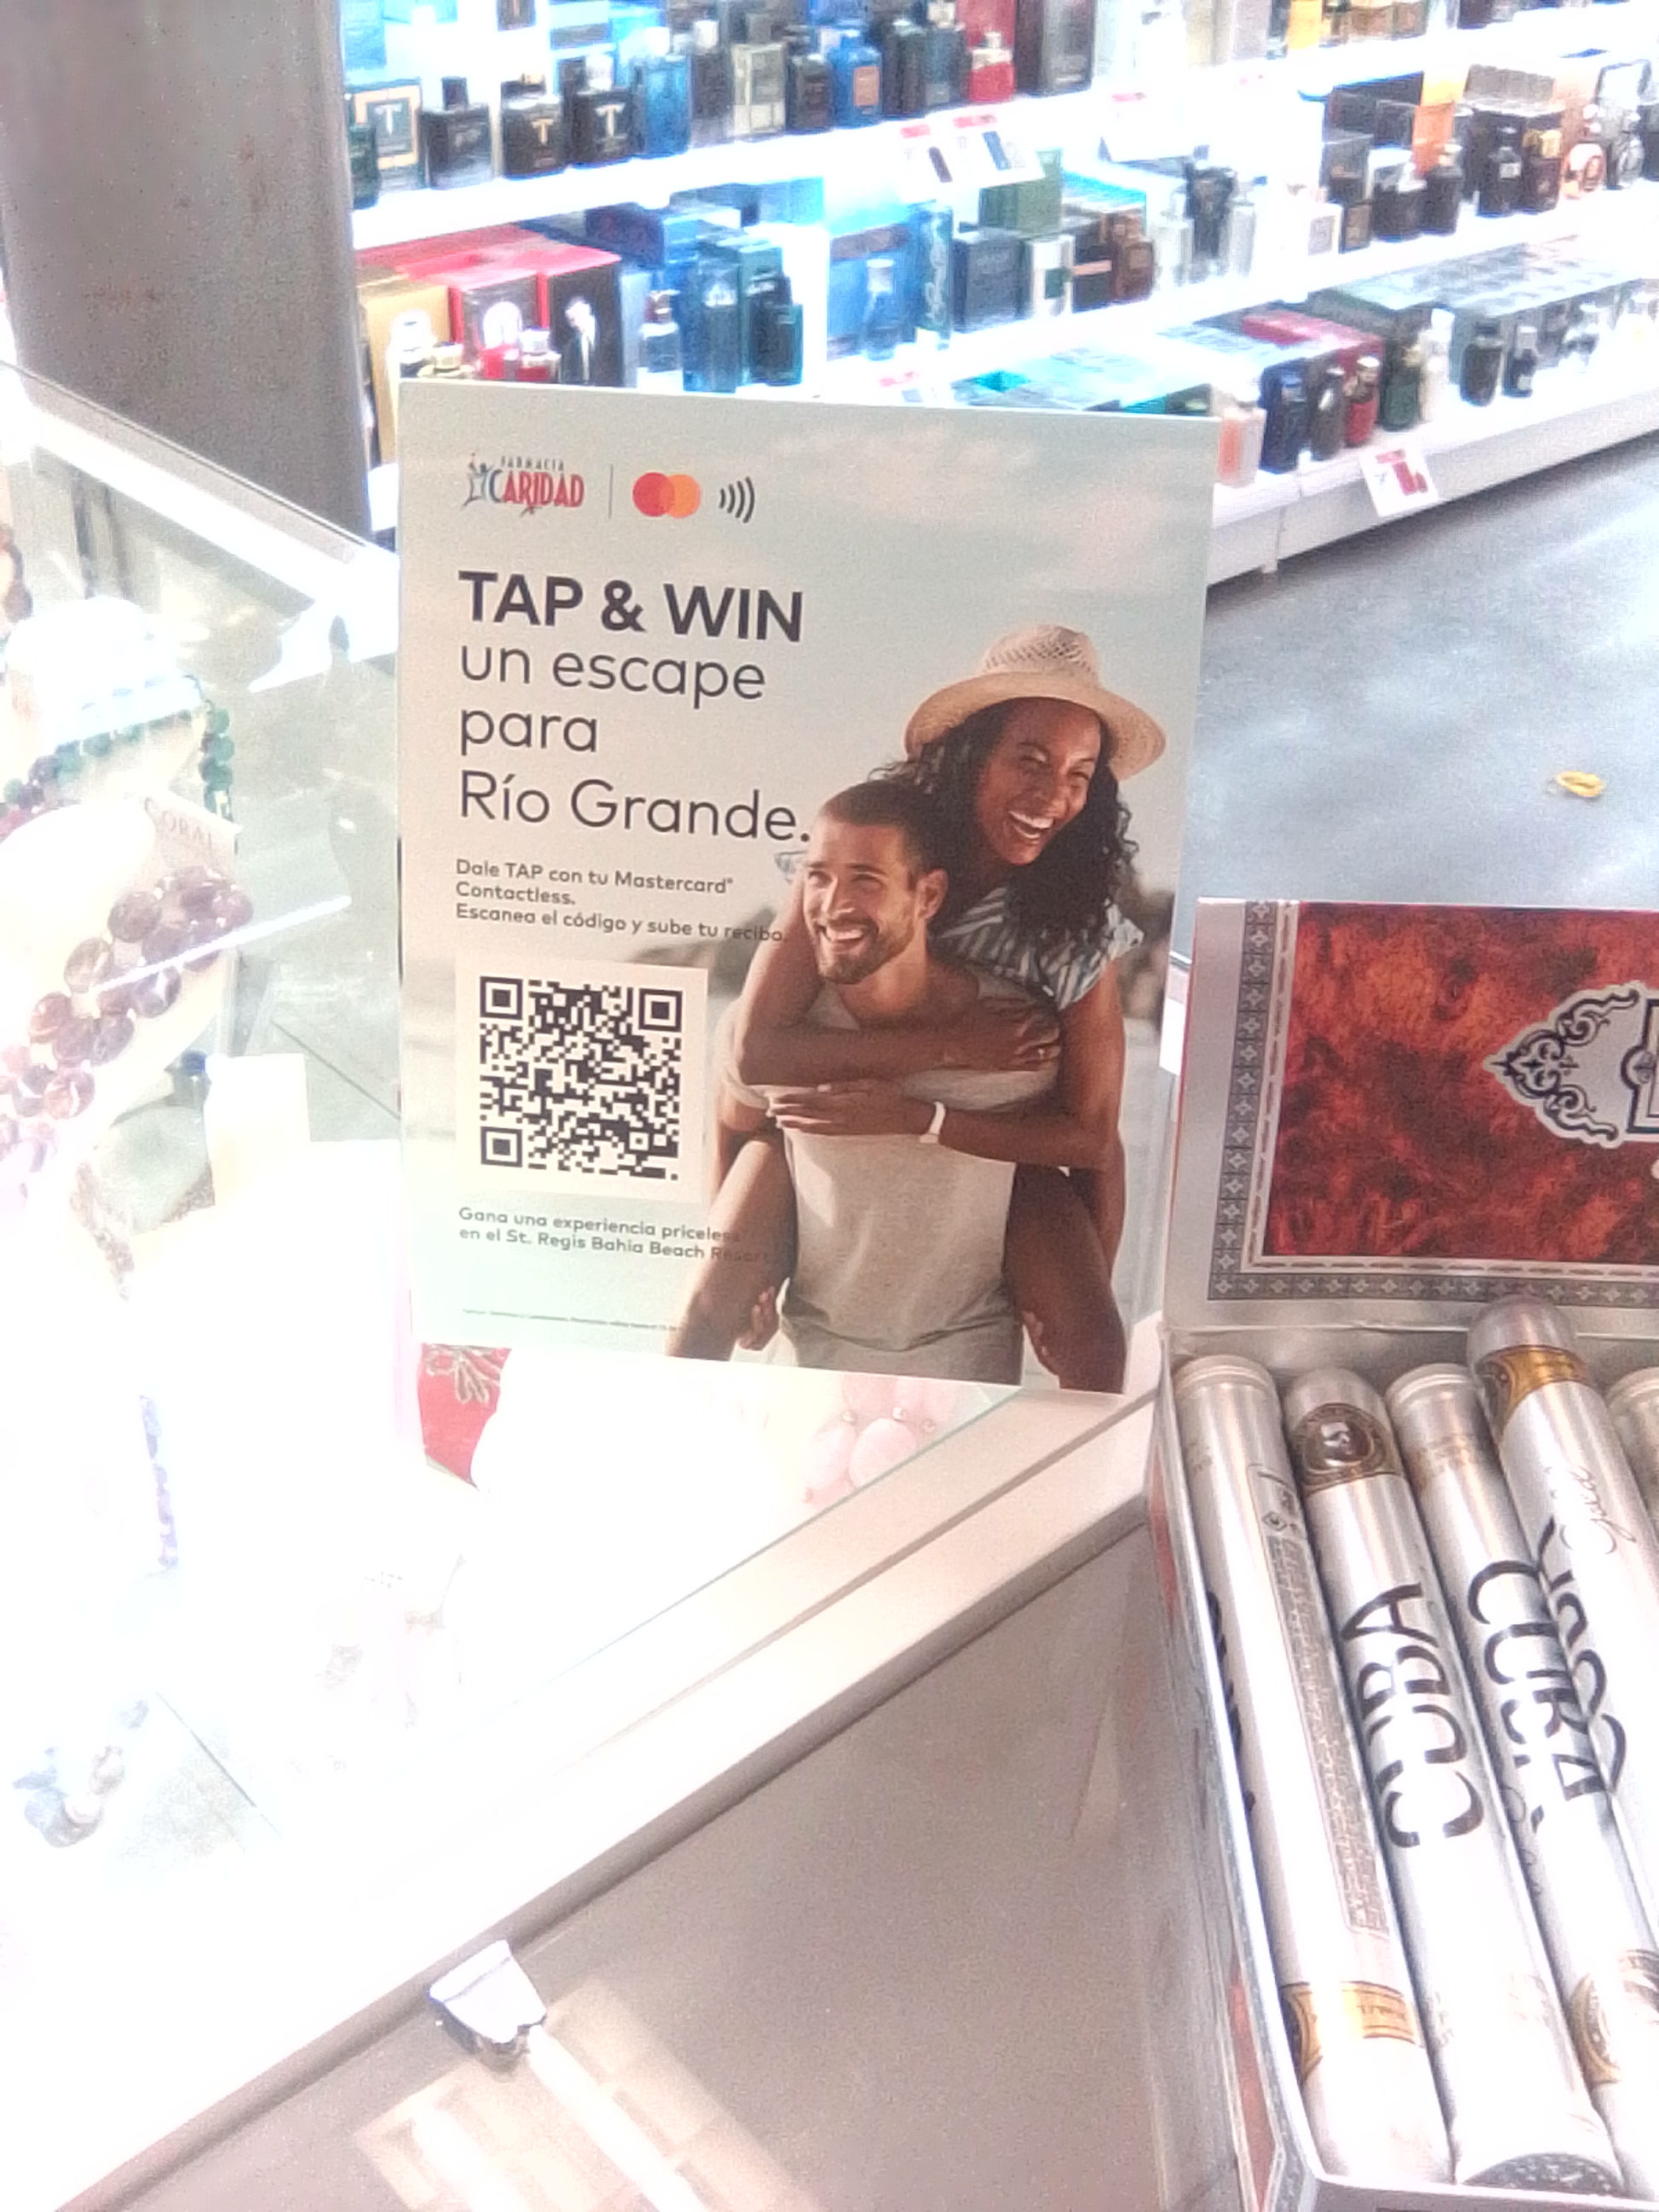 FARMACIA
CARIDAD
TAP & WIN
un escape
para
Río Grande.
Dale TAP con tu Mastercard®
Contactless.
Escanea el código y sube tu recibo.
Gana una experiencia priceless
en el St. Regis Bahia Beach Resort
CORAL
CUBA
CUBA